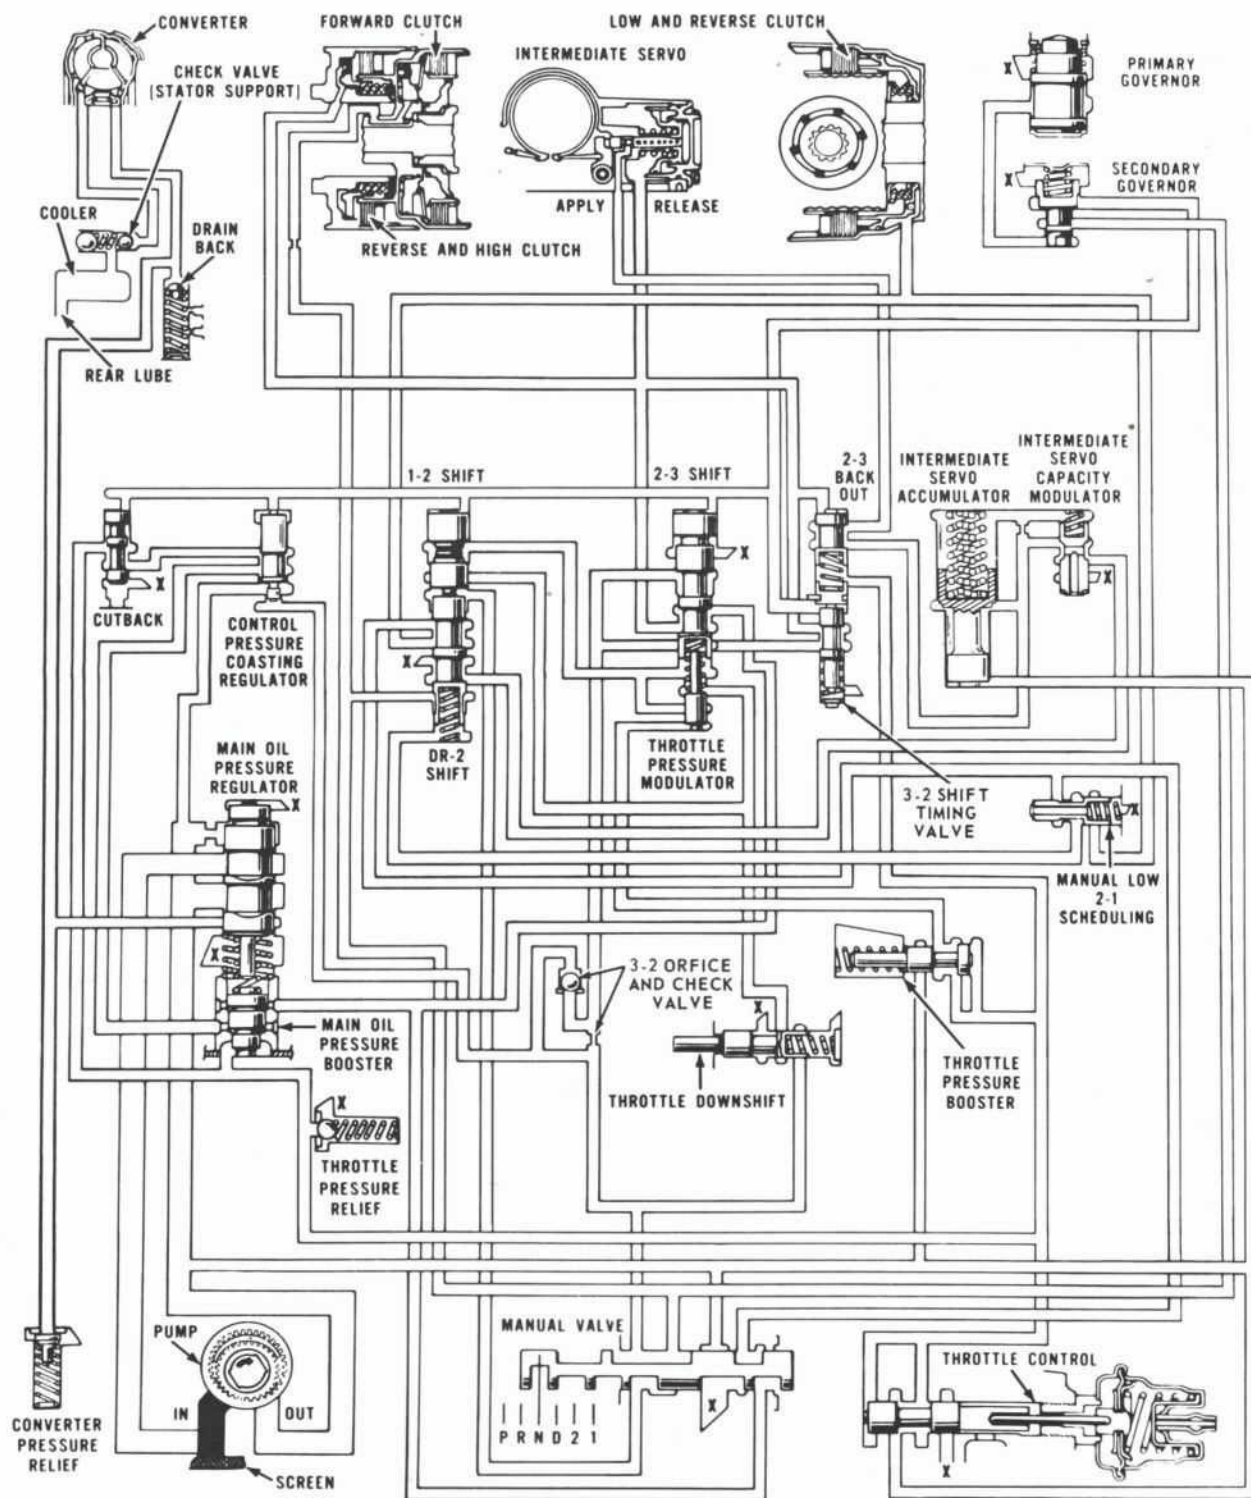 CONVERTER
FORWARD CLUTCH
LOW AND REVERSE CLUTCH
CHECK VALVE
(STATOR SUPPORT)
INTERMEDIATE SERVO
X
PRIMARY
GOVERNOR
X
SECONDARY
GOVERNOR
COOLER
DRAIN
BACK
APPLY
RELEASE
REVERSE AND HIGH CLUTCH
REAR LUBE
1-2 SHIFT
2-3 SHIFT
2-3
BACK
OUT
INTERMEDIATE
SERVO
ACCUMULATOR
INTERMEDIATE
SERVO
CAPACITY
MODULATOR
X
X
X
CUTBACK
CONTROL
PRESSURE
COASTING
REGULATOR
X
MAIN OIL
PRESSURE
REGULATOR
X
DR-2
SHIFT
THROTTLE
PRESSURE
MODULATOR
3-2 SHIFT
TIMING
VALVE
X
MANUAL LOW
2-1
SCHEDULING
X
3-2 ORFICE
AND CHECK
VALVE
X
MAIN OIL
PRESSURE
BOOSTER
THROTTLE DOWNSHIFT
THROTTLE
PRESSURE
BOOSTER
X
THROTTLE
PRESSURE
RELIEF
PUMP
IN
OUT
MANUAL VALVE
X
P R N D 2 1
THROTTLE CONTROL
X
CONVERTER
PRESSURE
RELIEF
SCREEN